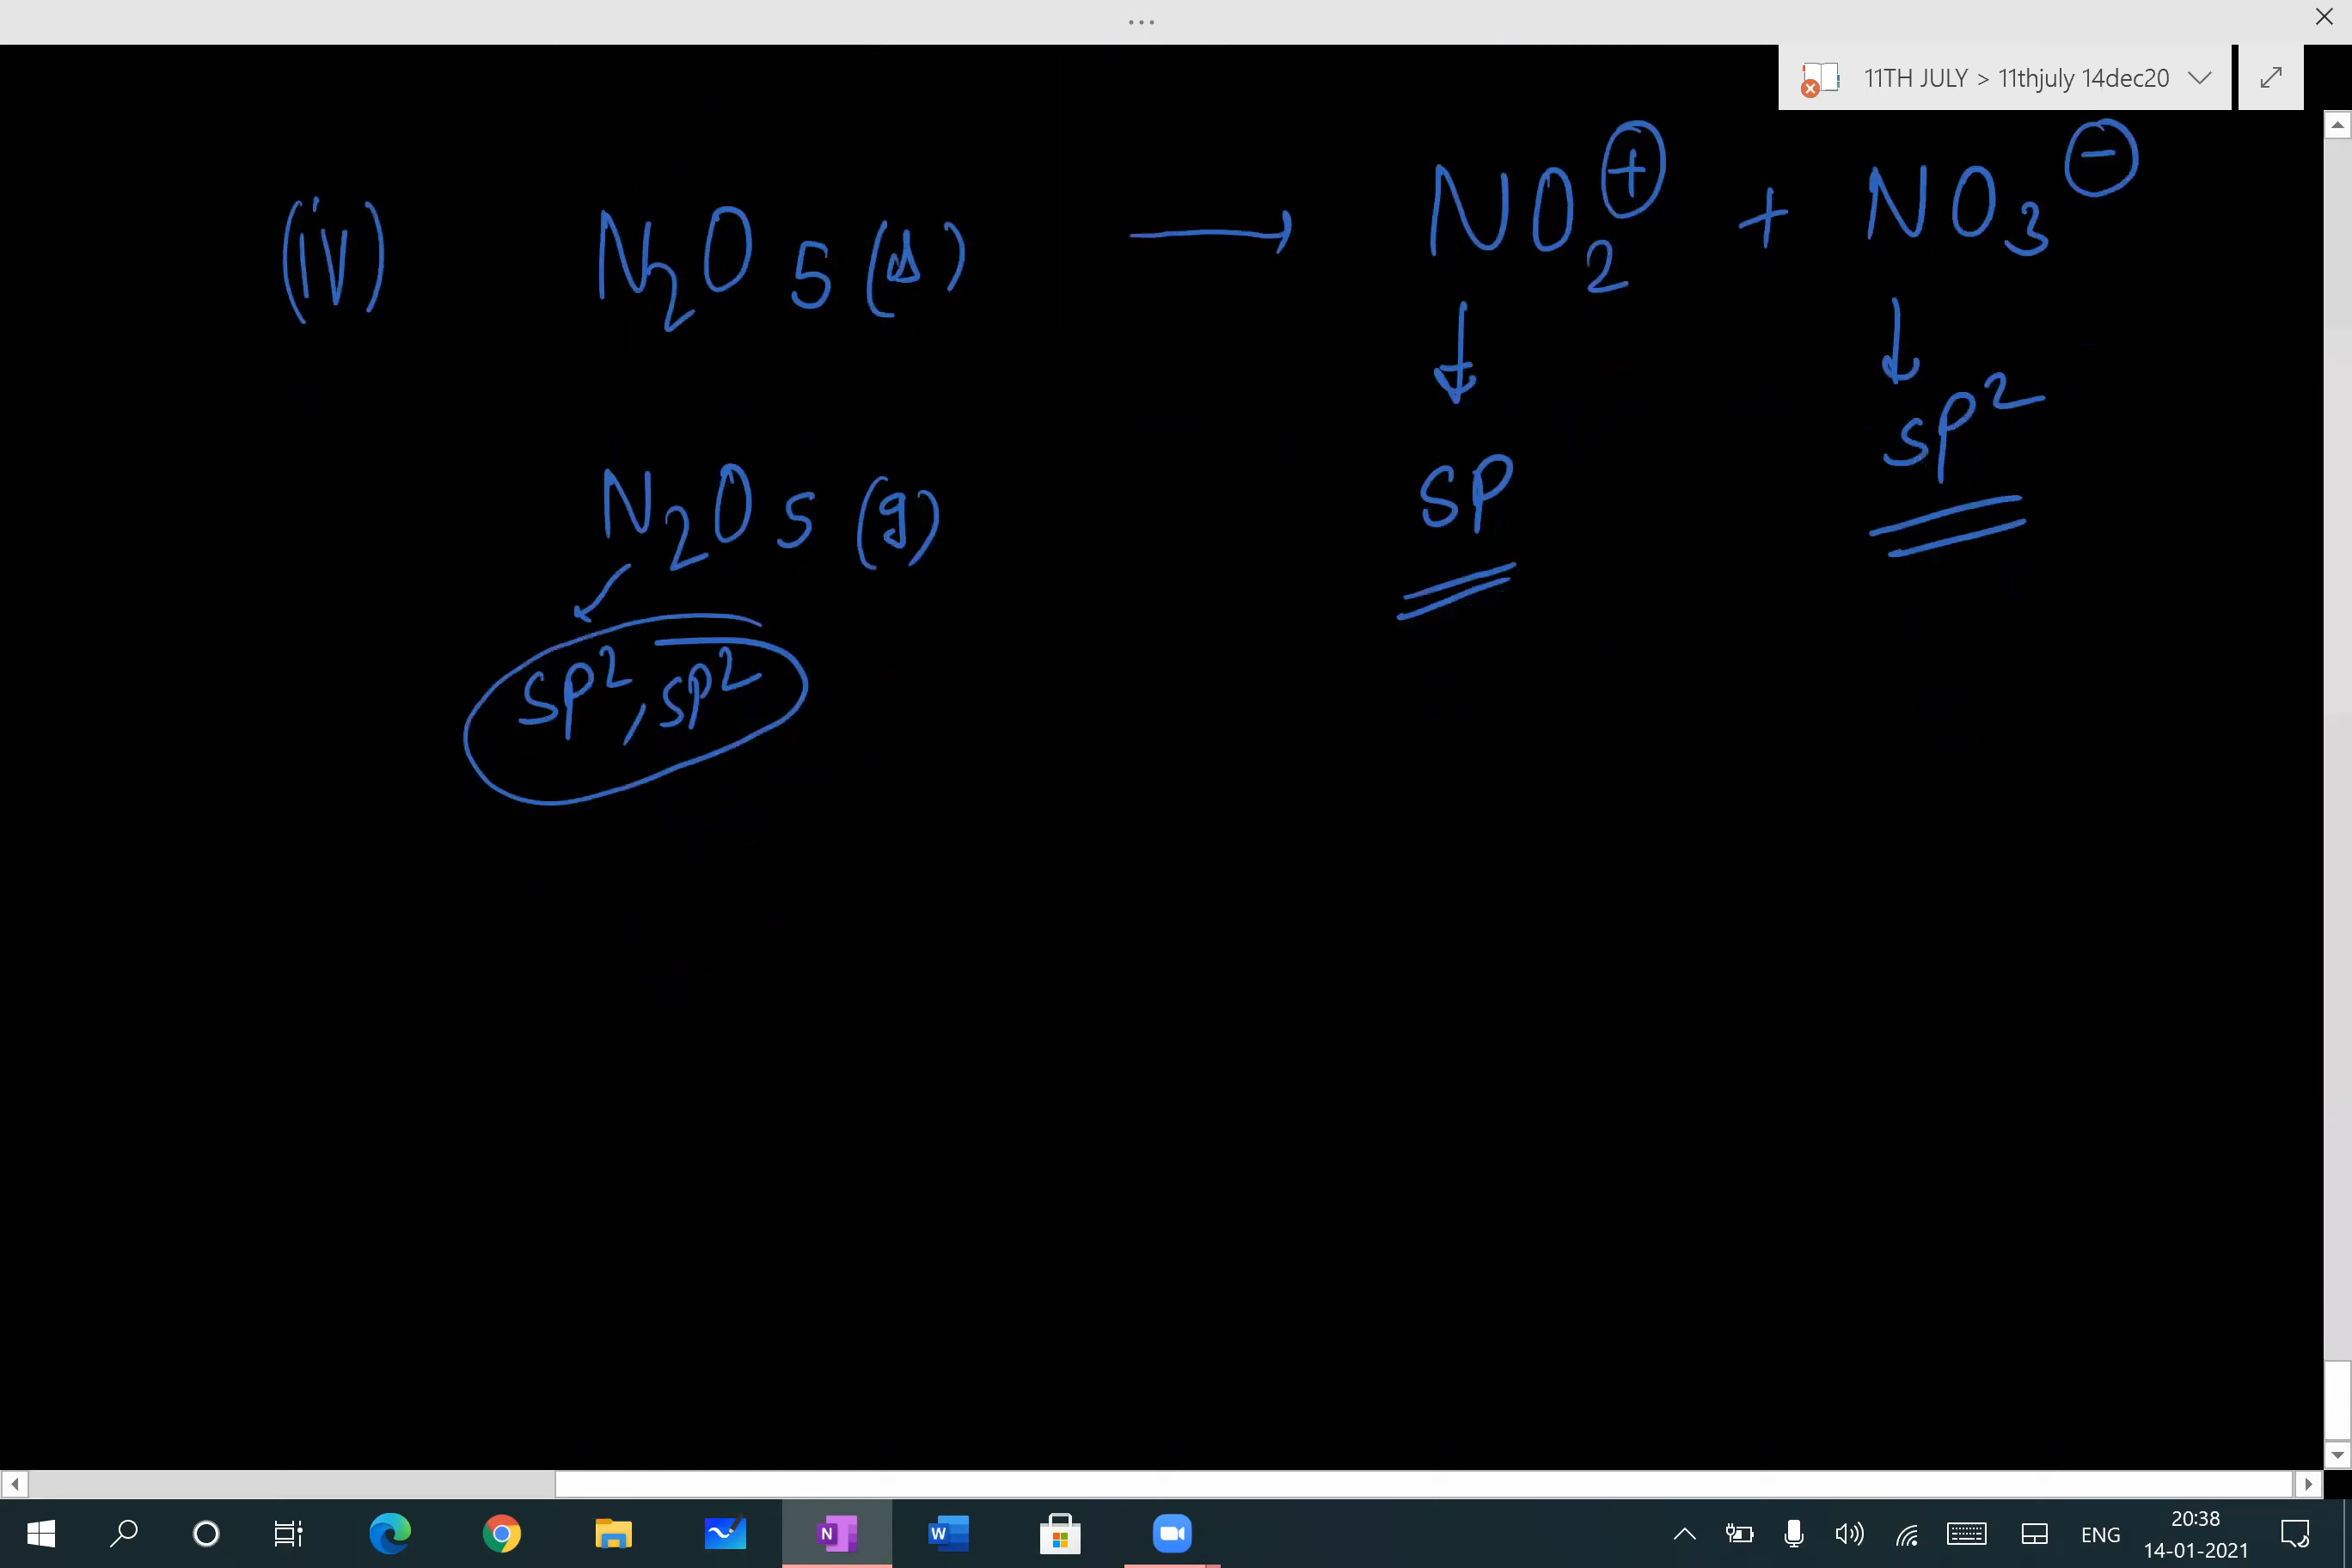 ...
11TH JULY > 11thjuly 14dec20
(iv) N₂O₅(s) ⟶ NO₂⊕ + NO₃⊖
↓ ↓
sp sp²
N₂O₅(g)
sp², sp²
N W
ENG 20:38
14-01-2021